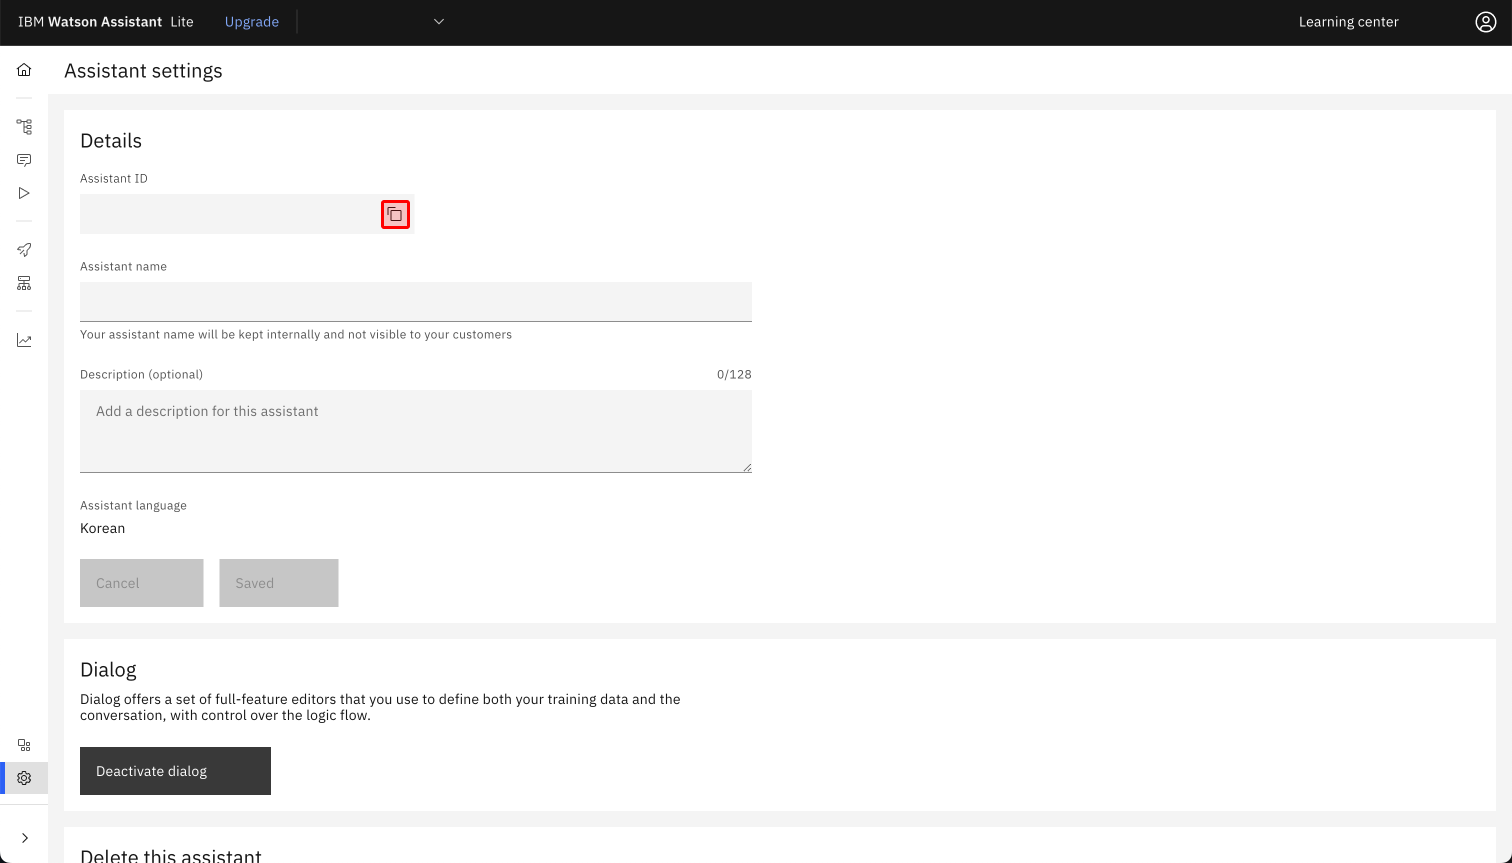 IBM Watson Assistant Lite Upgrade Learning center
Assistant settings
Details
Assistant ID
Assistant name
Your assistant name will be kept internally and not visible to your customers
Description (optional) 0/128
Add a description for this assistant
Assistant language
Korean
Cancel Saved
Dialog
Dialog offers a set of full-feature editors that you use to define both your training data and the
conversation, with control over the logic flow.
Deactivate dialog
Delete this assistant